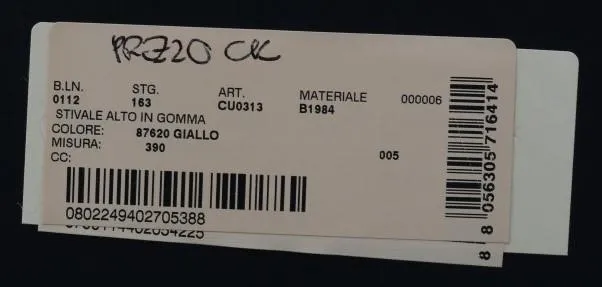 PREZZO OK
B.LN. STG. ART. MATERIALE 000006
0112 163 CU0313 B1984
STIVALE ALTO IN GOMMA
COLORE: 87620 GIALLO
MISURA: 390
CC: 005
0802249402705388
8 056305 716414